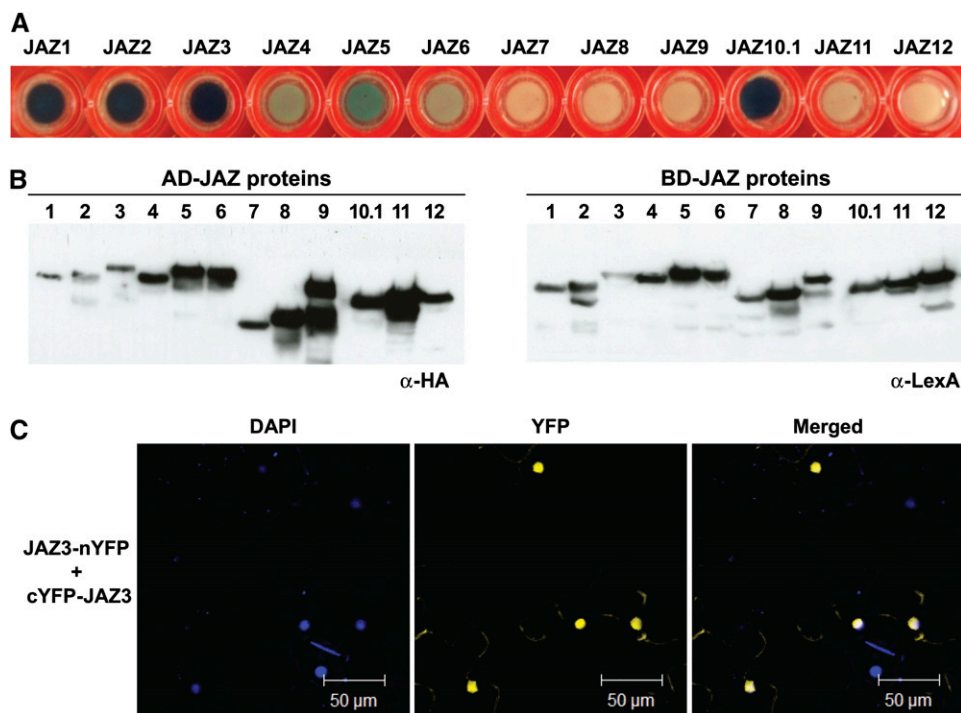 A
JAZ1 JAZ2 JAZ3 JAZ4 JAZ5 JAZ6 JAZ7 JAZ8 JAZ9 JAZ10.1 JAZ11 JAZ12
B
AD-JAZ proteins
1 2 3 4 5 6 7 8 9 10.1 11 12
α-HA
BD-JAZ proteins
1 2 3 4 5 6 7 8 9 10.1 11 12
α-LexA
C
DAPI YFP Merged
JAZ3-nYFP
+
cYFP-JAZ3
50 µm 50 µm 50 µm